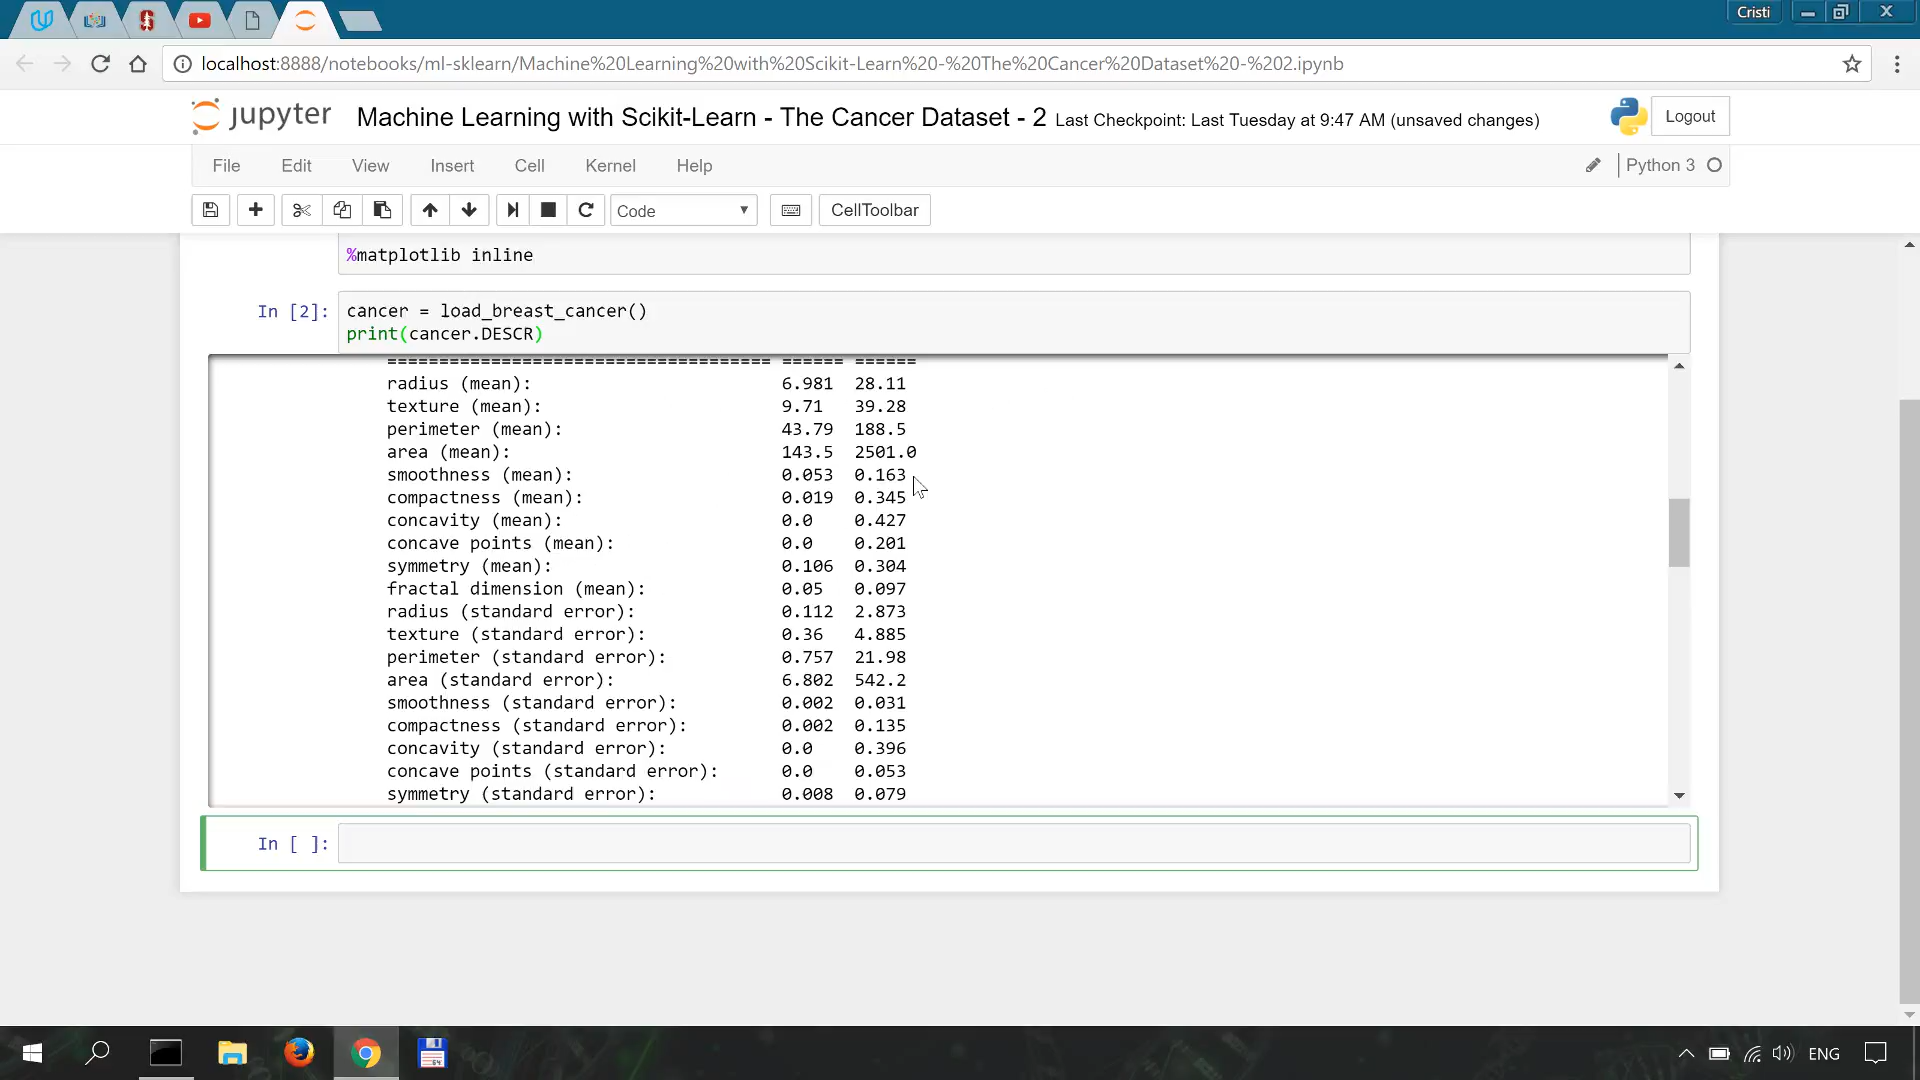 Cristi
localhost:8888/notebooks/ml-sklearn/Machine%20Learning%20with%20Scikit-Learn%20-%20The%20Cancer%20Dataset%20-%202.ipynb
jupyter Machine Learning with Scikit-Learn - The Cancer Dataset - 2 Last Checkpoint: Last Tuesday at 9:47 AM (unsaved changes) Logout
File Edit View Insert Cell Kernel Help Python 3
Code CellToolbar
%matplotlib inline
In [2]: cancer = load_breast_cancer()
print(cancer.DESCR)
===================================== ====== ======
radius (mean): 6.981 28.11
texture (mean): 9.71 39.28
perimeter (mean): 43.79 188.5
area (mean): 143.5 2501.0
smoothness (mean): 0.053 0.163
compactness (mean): 0.019 0.345
concavity (mean): 0.0 0.427
concave points (mean): 0.0 0.201
symmetry (mean): 0.106 0.304
fractal dimension (mean): 0.05 0.097
radius (standard error): 0.112 2.873
texture (standard error): 0.36 4.885
perimeter (standard error): 0.757 21.98
area (standard error): 6.802 542.2
smoothness (standard error): 0.002 0.031
compactness (standard error): 0.002 0.135
concavity (standard error): 0.0 0.396
concave points (standard error): 0.0 0.053
symmetry (standard error): 0.008 0.079
In [ ]:
64
ENG